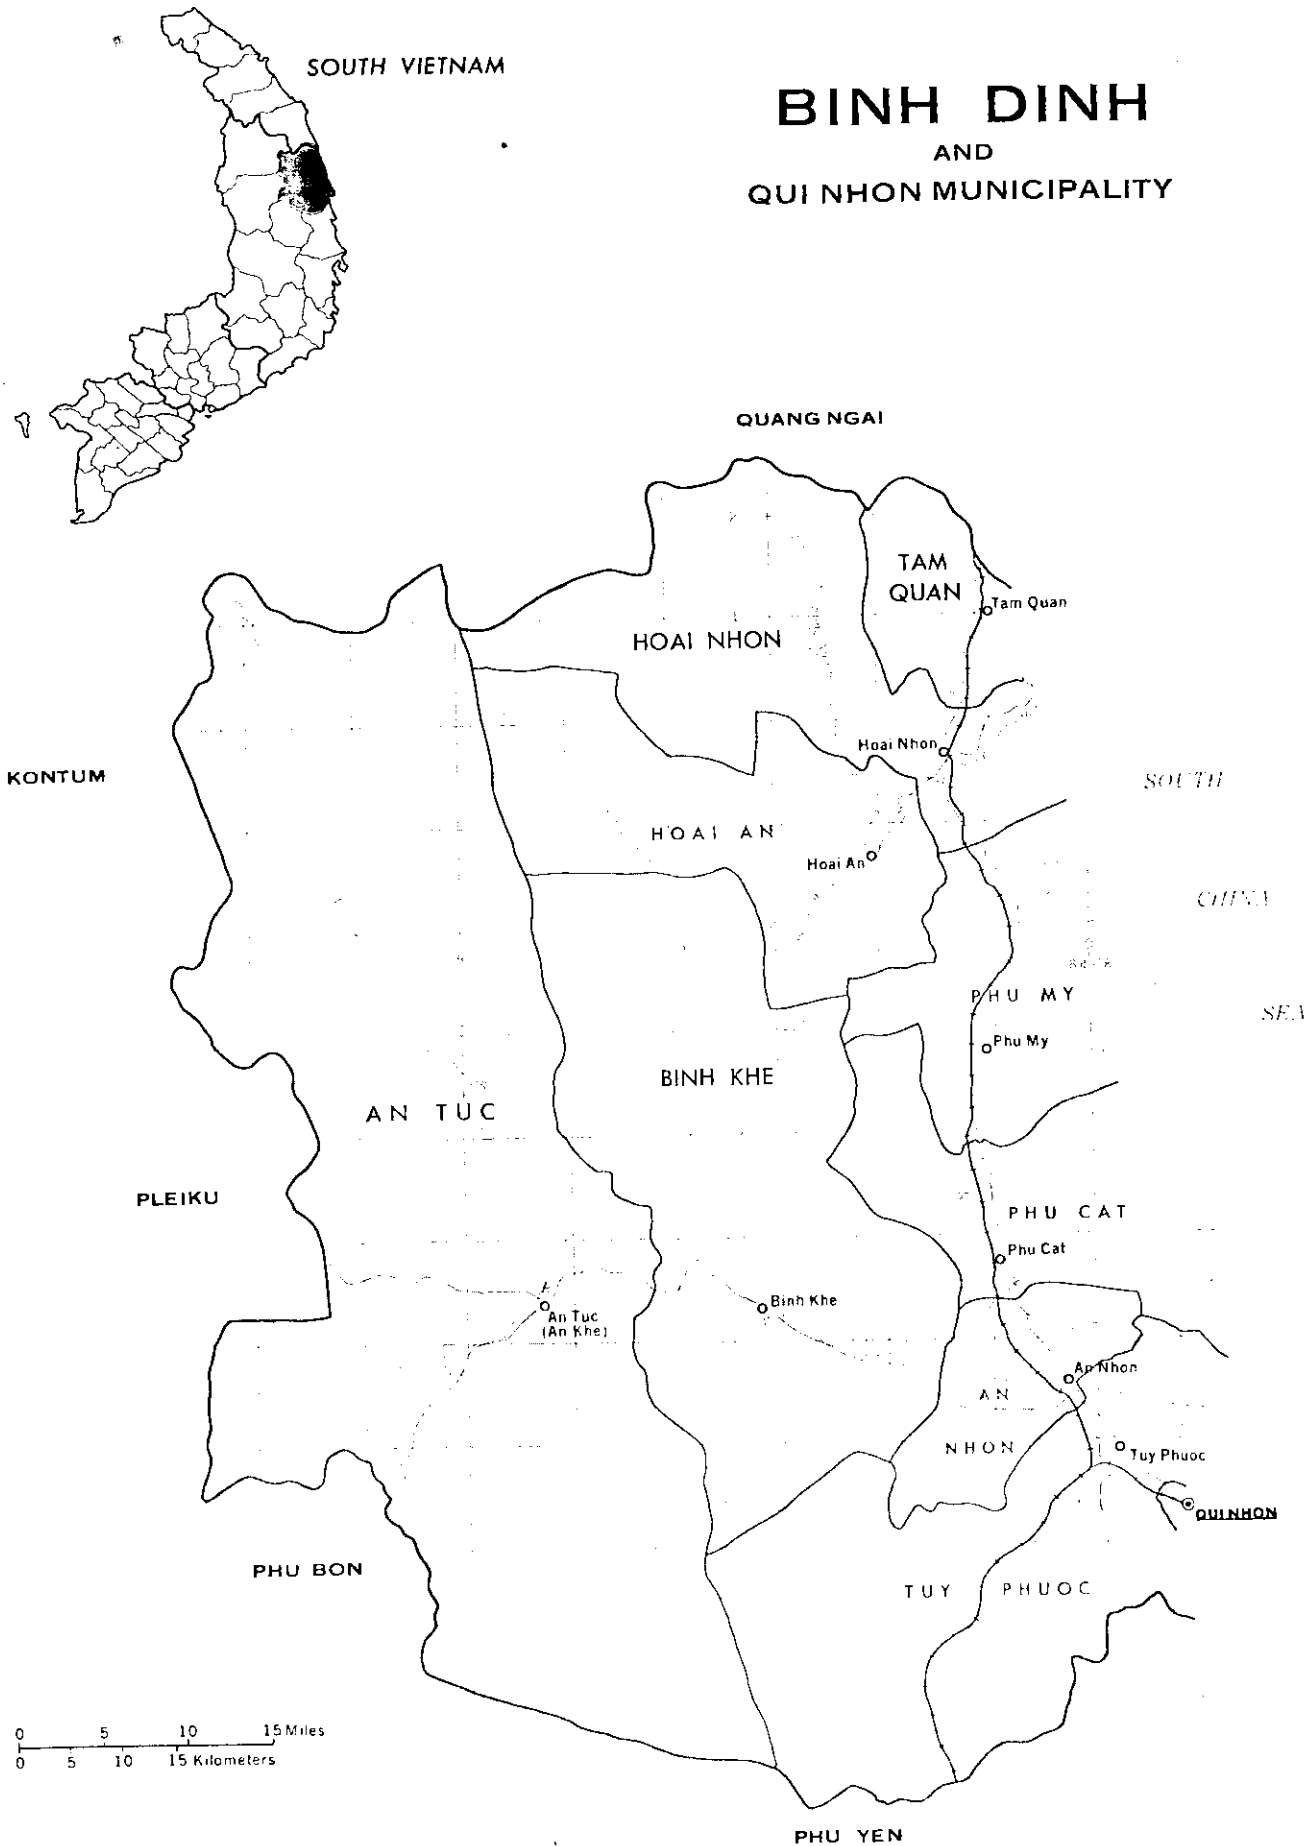 SOUTH VIETNAM
BINH DINH
AND
QUI NHON MUNICIPALITY
QUANG NGAI
TAM
QUAN
Tam Quan
HOAI NHON
Hoai Nhon
KONTUM
SOUTH
HOAI AN
Hoai An
CHINA
PHU MY
SEA
Phu My
BINH KHE
AN TUC
PLEIKU
PHU CAT
Phu Cat
Binh Khe
An Tuc
(An Khe)
An Nhon
AN
NHON
Tuy Phuoc
QUI NHON
PHU BON
TUY PHUOC
0 5 10 15 Miles
0 5 10 15 Kilometers
PHU YEN